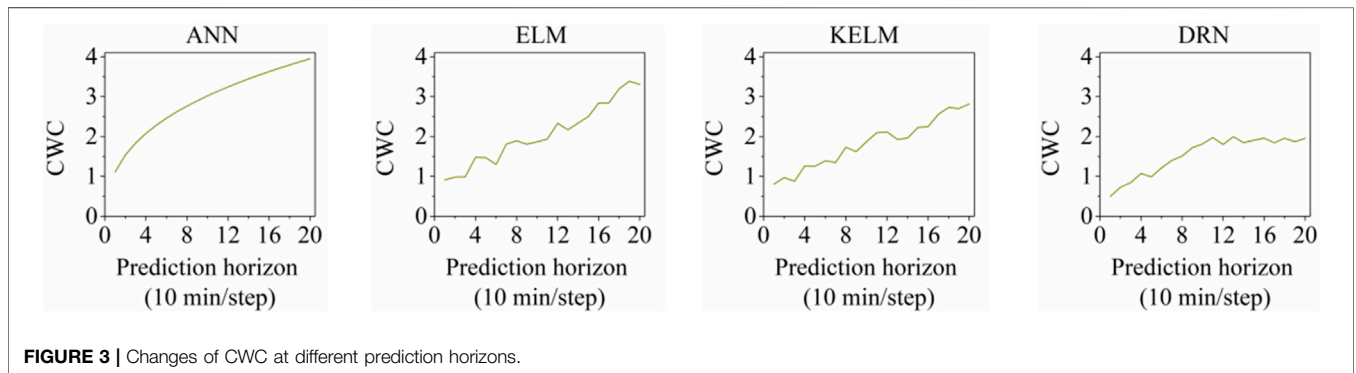 ANN
CWC
4
3
2
1
0
0 4 8 12 16 20
Prediction horizon
(10 min/step)
ELM
CWC
4
3
2
1
0
0 4 8 12 16 20
Prediction horizon
(10 min/step)
KELM
CWC
4
3
2
1
0
0 4 8 12 16 20
Prediction horizon
(10 min/step)
DRN
CWC
4
3
2
1
0
0 4 8 12 16 20
Prediction horizon
(10 min/step)
FIGURE 3 | Changes of CWC at different prediction horizons.